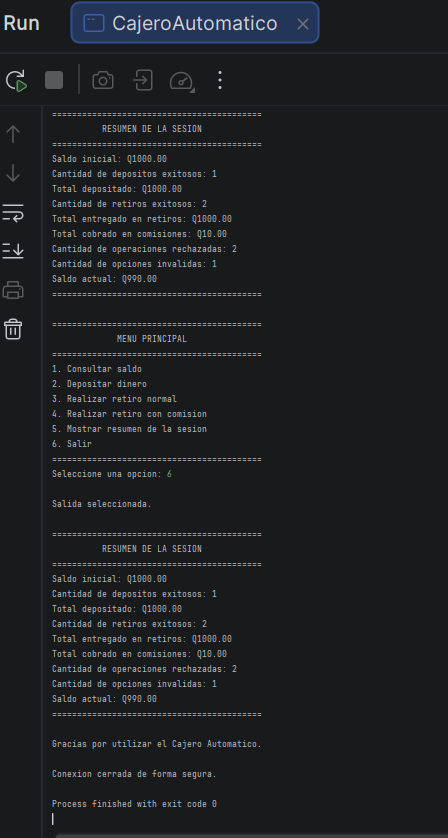 Run
CajeroAutomatico
==========================================
RESUMEN DE LA SESION
==========================================
Saldo inicial: Q1000.00
Cantidad de depositos exitosos: 1
Total depositado: Q1000.00
Cantidad de retiros exitosos: 2
Total entregado en retiros: Q1000.00
Total cobrado en comisiones: Q10.00
Cantidad de operaciones rechazadas: 2
Cantidad de opciones invalidas: 1
Saldo actual: Q990.00
==========================================
==========================================
MENU PRINCIPAL
==========================================
1. Consultar saldo
2. Depositar dinero
3. Realizar retiro normal
4. Realizar retiro con comision
5. Mostrar resumen de la sesion
6. Salir
==========================================
Seleccione una opcion: 6
Salida seleccionada.
==========================================
RESUMEN DE LA SESION
==========================================
Saldo inicial: Q1000.00
Cantidad de depositos exitosos: 1
Total depositado: Q1000.00
Cantidad de retiros exitosos: 2
Total entregado en retiros: Q1000.00
Total cobrado en comisiones: Q10.00
Cantidad de operaciones rechazadas: 2
Cantidad de opciones invalidas: 1
Saldo actual: Q990.00
==========================================
Gracias por utilizar el Cajero Automatico.
Conexion cerrada de forma segura.
Process finished with exit code 0